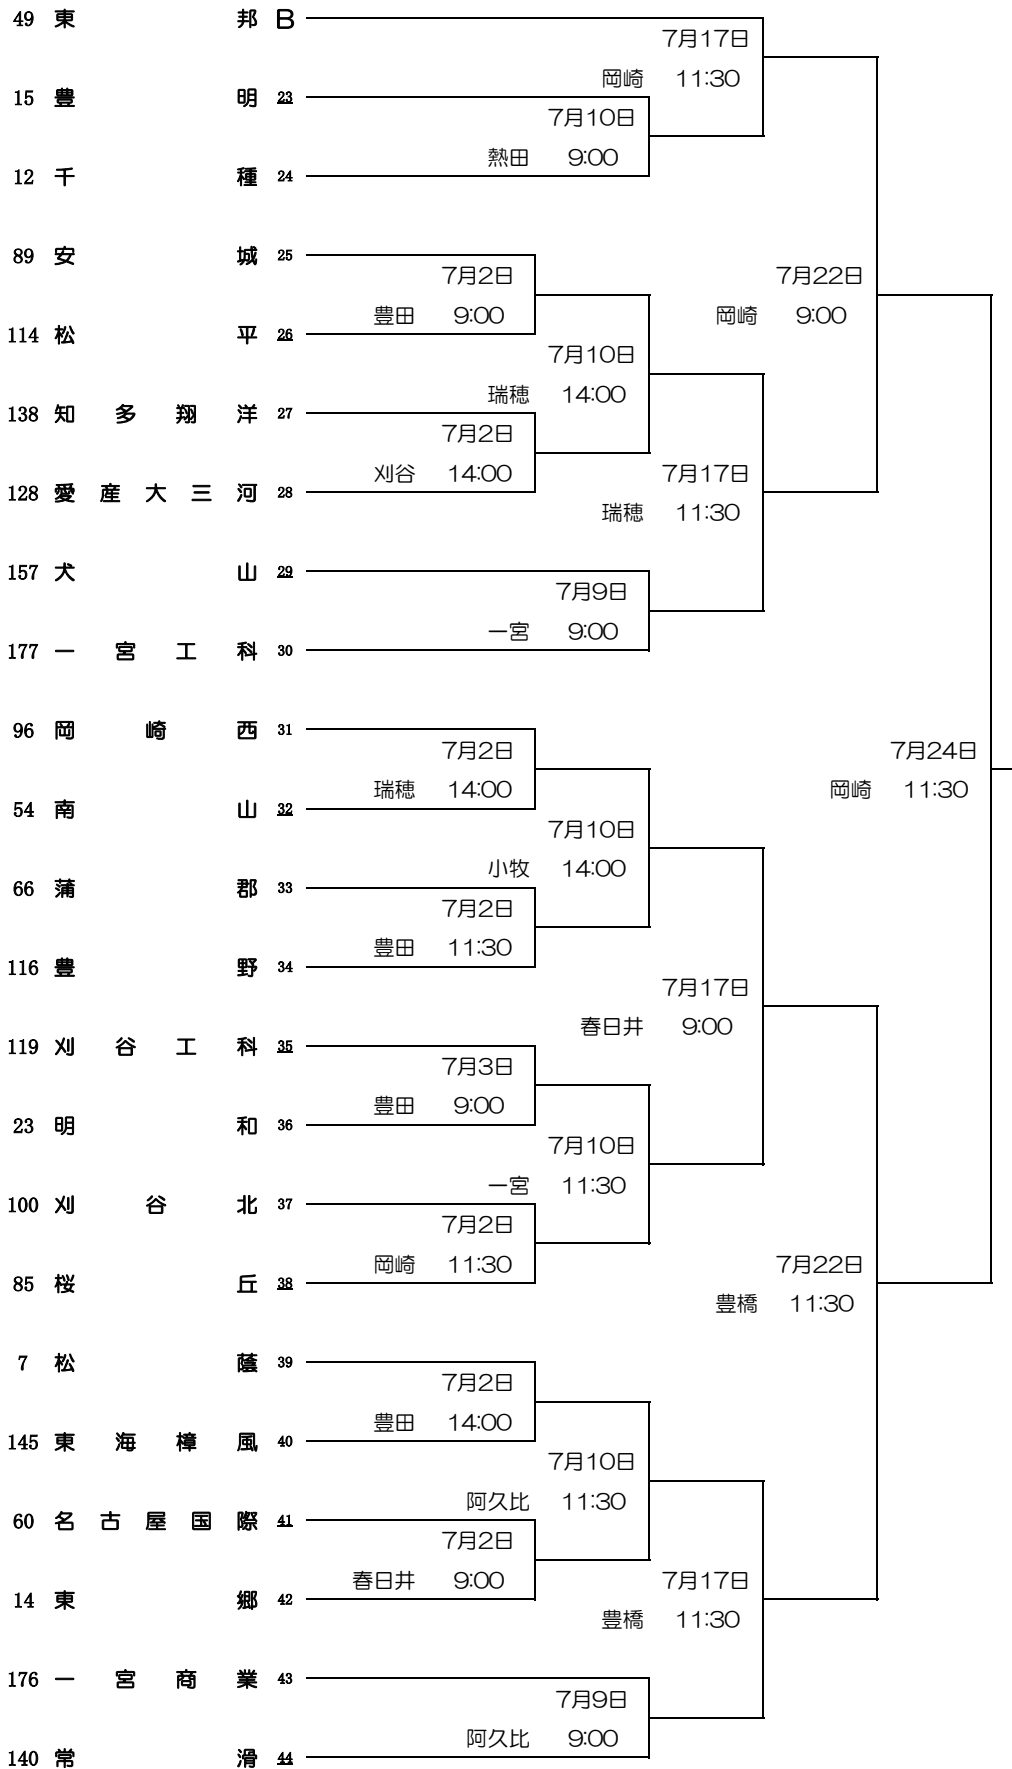 49 東邦 B
7月17日
岡崎 11:30
15 豊明 23
7月10日
熱田 9:00
12 千種 24
89 安城 25
7月2日 7月22日
豊田 9:00 岡崎 9:00
114 松平 26
7月10日
瑞穂 14:00
138 知多翔洋 27
7月2日
刈谷 14:00 7月17日
128 愛産大三河 28
瑞穂 11:30
157 犬山 29
7月9日
一宮 9:00
177 一宮工科 30
96 岡崎西 31
7月2日 7月24日
瑞穂 14:00 岡崎 11:30
54 南山 32
7月10日
小牧 14:00
66 蒲郡 33
7月2日
豊田 11:30
116 豊野 34
7月17日
春日井 9:00
119 刈谷工科 35
7月3日
豊田 9:00
23 明和 36
7月10日
一宮 11:30
100 刈谷北 37
7月2日
岡崎 11:30 7月22日
85 桜丘 38
豊橋 11:30
7 松蔭 39
7月2日
豊田 14:00
145 東海樟風 40
7月10日
阿久比 11:30
60 名古屋国際 41
7月2日
春日井 9:00 7月17日
14 東郷 42
豊橋 11:30
176 一宮商業 43
7月9日
阿久比 9:00
140 常滑 44